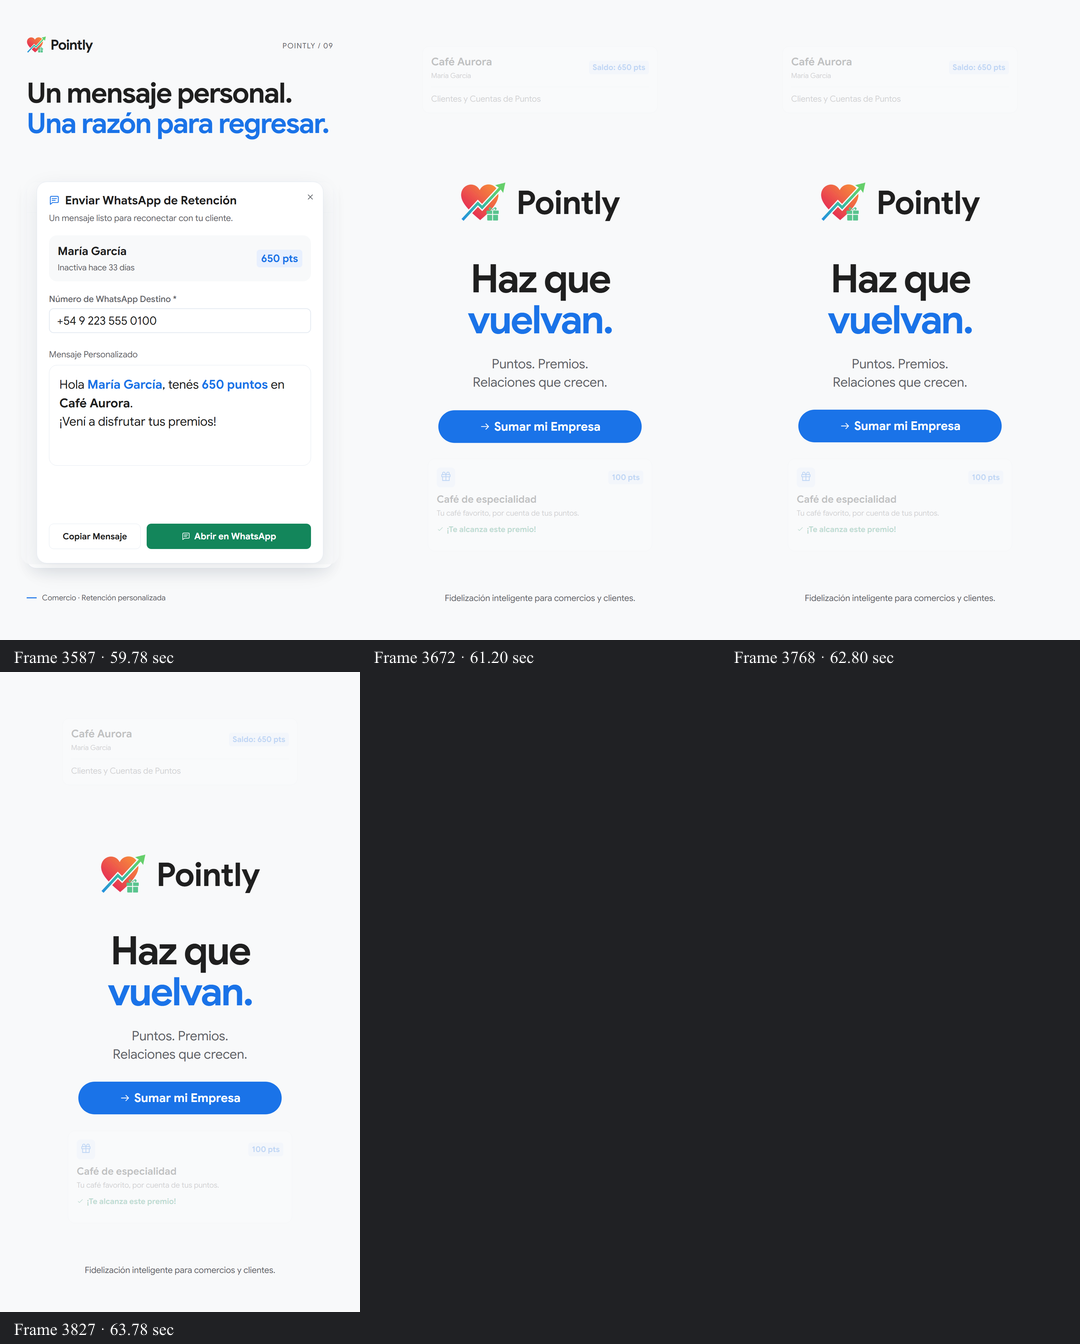 Pointly
POINTLY / 09
Un mensaje personal.
Una razón para regresar.
Enviar WhatsApp de Retención
×
Un mensaje listo para reconectar con tu cliente.
María García
Inactiva hace 33 días
650 pts
Número de WhatsApp Destino *
+54 9 223 555 0100
Mensaje Personalizado
Hola María García, tenés 650 puntos en
Café Aurora.
¡Vení a disfrutar tus premios!
Copiar Mensaje
Abrir en WhatsApp
Comercio · Retención personalizada
Frame 3587 · 59.78 sec
Café Aurora
María García
Saldo: 650 pts
Clientes y Cuentas de Puntos
Pointly
Haz que
vuelvan.
Puntos. Premios.
Relaciones que crecen.
→ Sumar mi Empresa
100 pts
Café de especialidad
Tu café favorito, por cuenta de tus puntos.
✓ ¡Te alcanza este premio!
Fidelización inteligente para comercios y clientes.
Frame 3672 · 61.20 sec
Café Aurora
María García
Saldo: 650 pts
Clientes y Cuentas de Puntos
Pointly
Haz que
vuelvan.
Puntos. Premios.
Relaciones que crecen.
→ Sumar mi Empresa
100 pts
Café de especialidad
Tu café favorito, por cuenta de tus puntos.
✓ ¡Te alcanza este premio!
Fidelización inteligente para comercios y clientes.
Frame 3768 · 62.80 sec
Café Aurora
María García
Saldo: 650 pts
Clientes y Cuentas de Puntos
Pointly
Haz que
vuelvan.
Puntos. Premios.
Relaciones que crecen.
→ Sumar mi Empresa
100 pts
Café de especialidad
Tu café favorito, por cuenta de tus puntos.
✓ ¡Te alcanza este premio!
Fidelización inteligente para comercios y clientes.
Frame 3827 · 63.78 sec